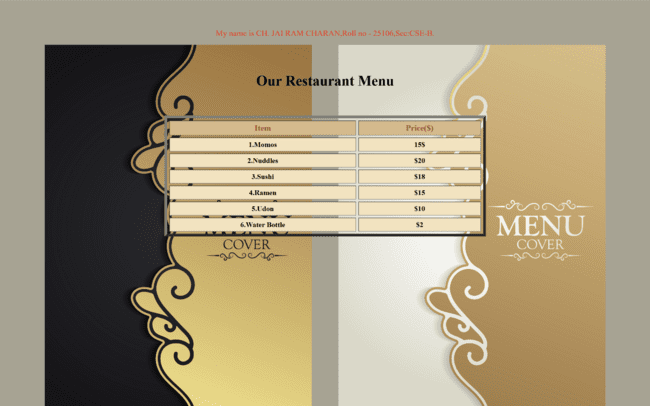 My name is CH. JAI RAM CHARAN,Roll no - 25106,Sec:CSE-B.
Our Restaurant Menu
Item Price($)
1.Momos 15$
2.Nuddles $20
3.Sushi $18
4.Ramen $15
5.Udon $10
6.Water Bottle $2
MENU
COVER
MENU
COVER